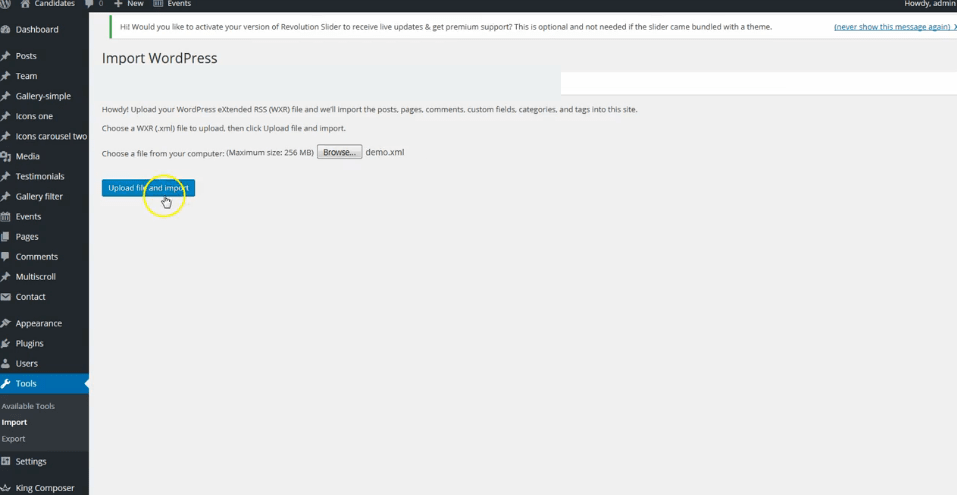 Candidates 0 New Events Howdy, admin
Hi! Would you like to activate your version of Revolution Slider to receive live updates & get premium support? This is optional and not needed if the slider came bundled with a theme. (never show this message again) X
Dashboard
Posts
Team
Gallery-simple
Icons one
Icons carousel two
Media
Testimonials
Gallery filter
Events
Pages
Comments
Multiscroll
Contact
Appearance
Plugins
Users
Tools
Available Tools
Import
Export
Settings
King Composer
Import WordPress
Howdy! Upload your WordPress eXtended RSS (WXR) file and we'll import the posts, pages, comments, custom fields, categories, and tags into this site.
Choose a WXR (.xml) file to upload, then click Upload file and import.
Choose a file from your computer: (Maximum size: 256 MB) Browse... demo.xml
Upload file and import